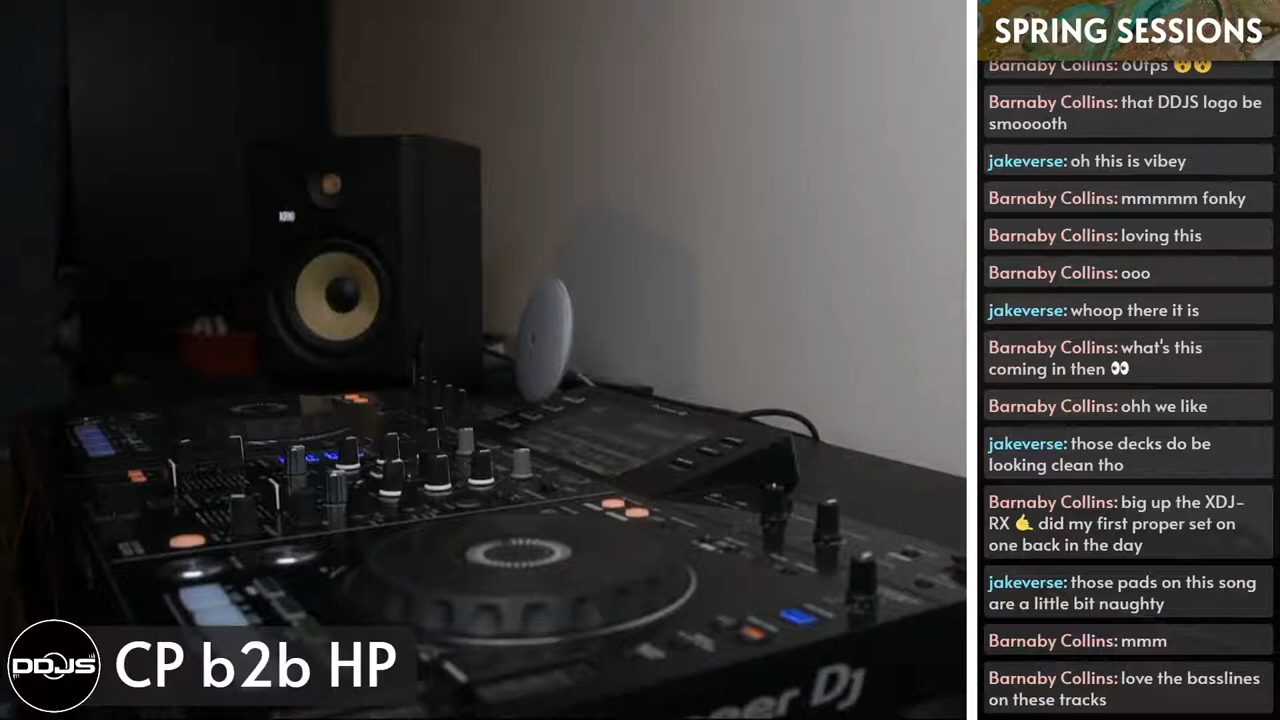 SPRING SESSIONS
Barnaby Collins: 60fps 😮😮
Barnaby Collins: that DDJS logo be
smooooth
jakeverse: oh this is vibey
Barnaby Collins: mmmmm fonky
Barnaby Collins: loving this
Barnaby Collins: ooo
jakeverse: whoop there it is
Barnaby Collins: what's this
coming in then 👀
Barnaby Collins: ohh we like
jakeverse: those decks do be
looking clean tho
Barnaby Collins: big up the XDJ-
RX 🤙 did my first proper set on
one back in the day
jakeverse: those pads on this song
are a little bit naughty
Barnaby Collins: mmm
Barnaby Collins: love the basslines
on these tracks
KRK
DDJS
CP b2b HP
DJ